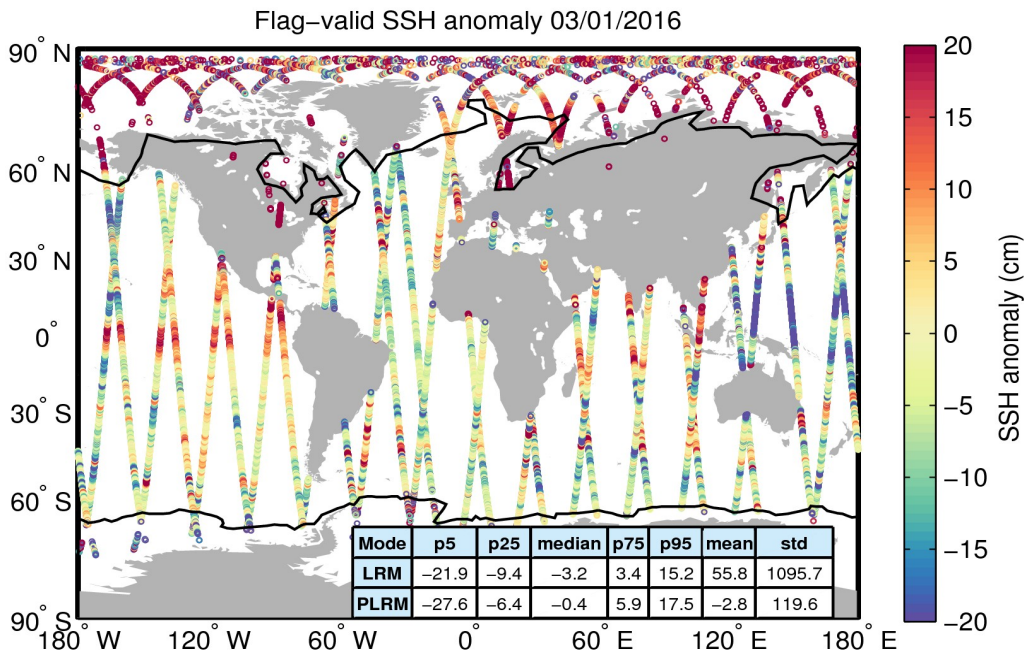 Flag−valid SSH anomaly 03/01/2016
90° N
60° N
30° N
0°
30° S
60° S
90° S
180° W
120° W
60° W
0°
60° E
120° E
180° E
Mode p5 p25 median p75 p95 mean std
LRM −21.9 −9.4 −3.2 3.4 15.2 55.8 1095.7
PLRM −27.6 −6.4 −0.4 5.9 17.5 −2.8 119.6
20
15
10
5
0
−5
−10
−15
−20
SSH anomaly (cm)